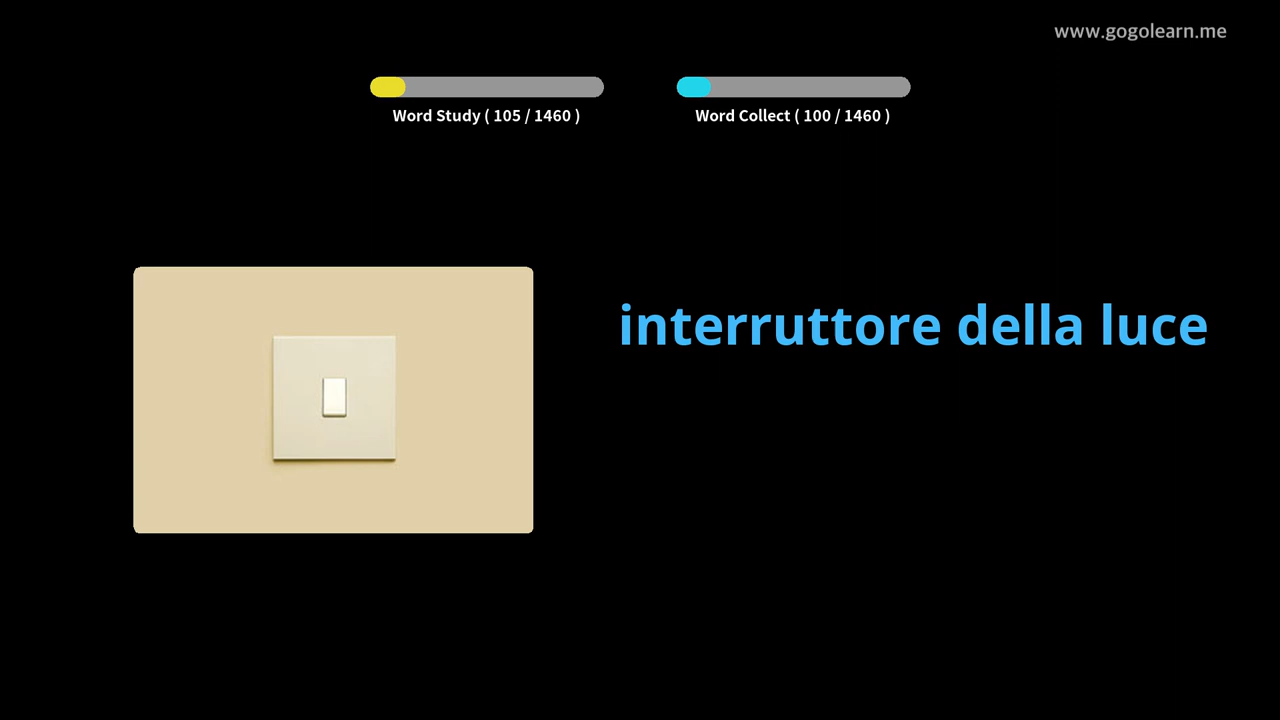 www.gogolearn.me
Word Study ( 105 / 1460 )
Word Collect ( 100 / 1460 )
interruttore della luce